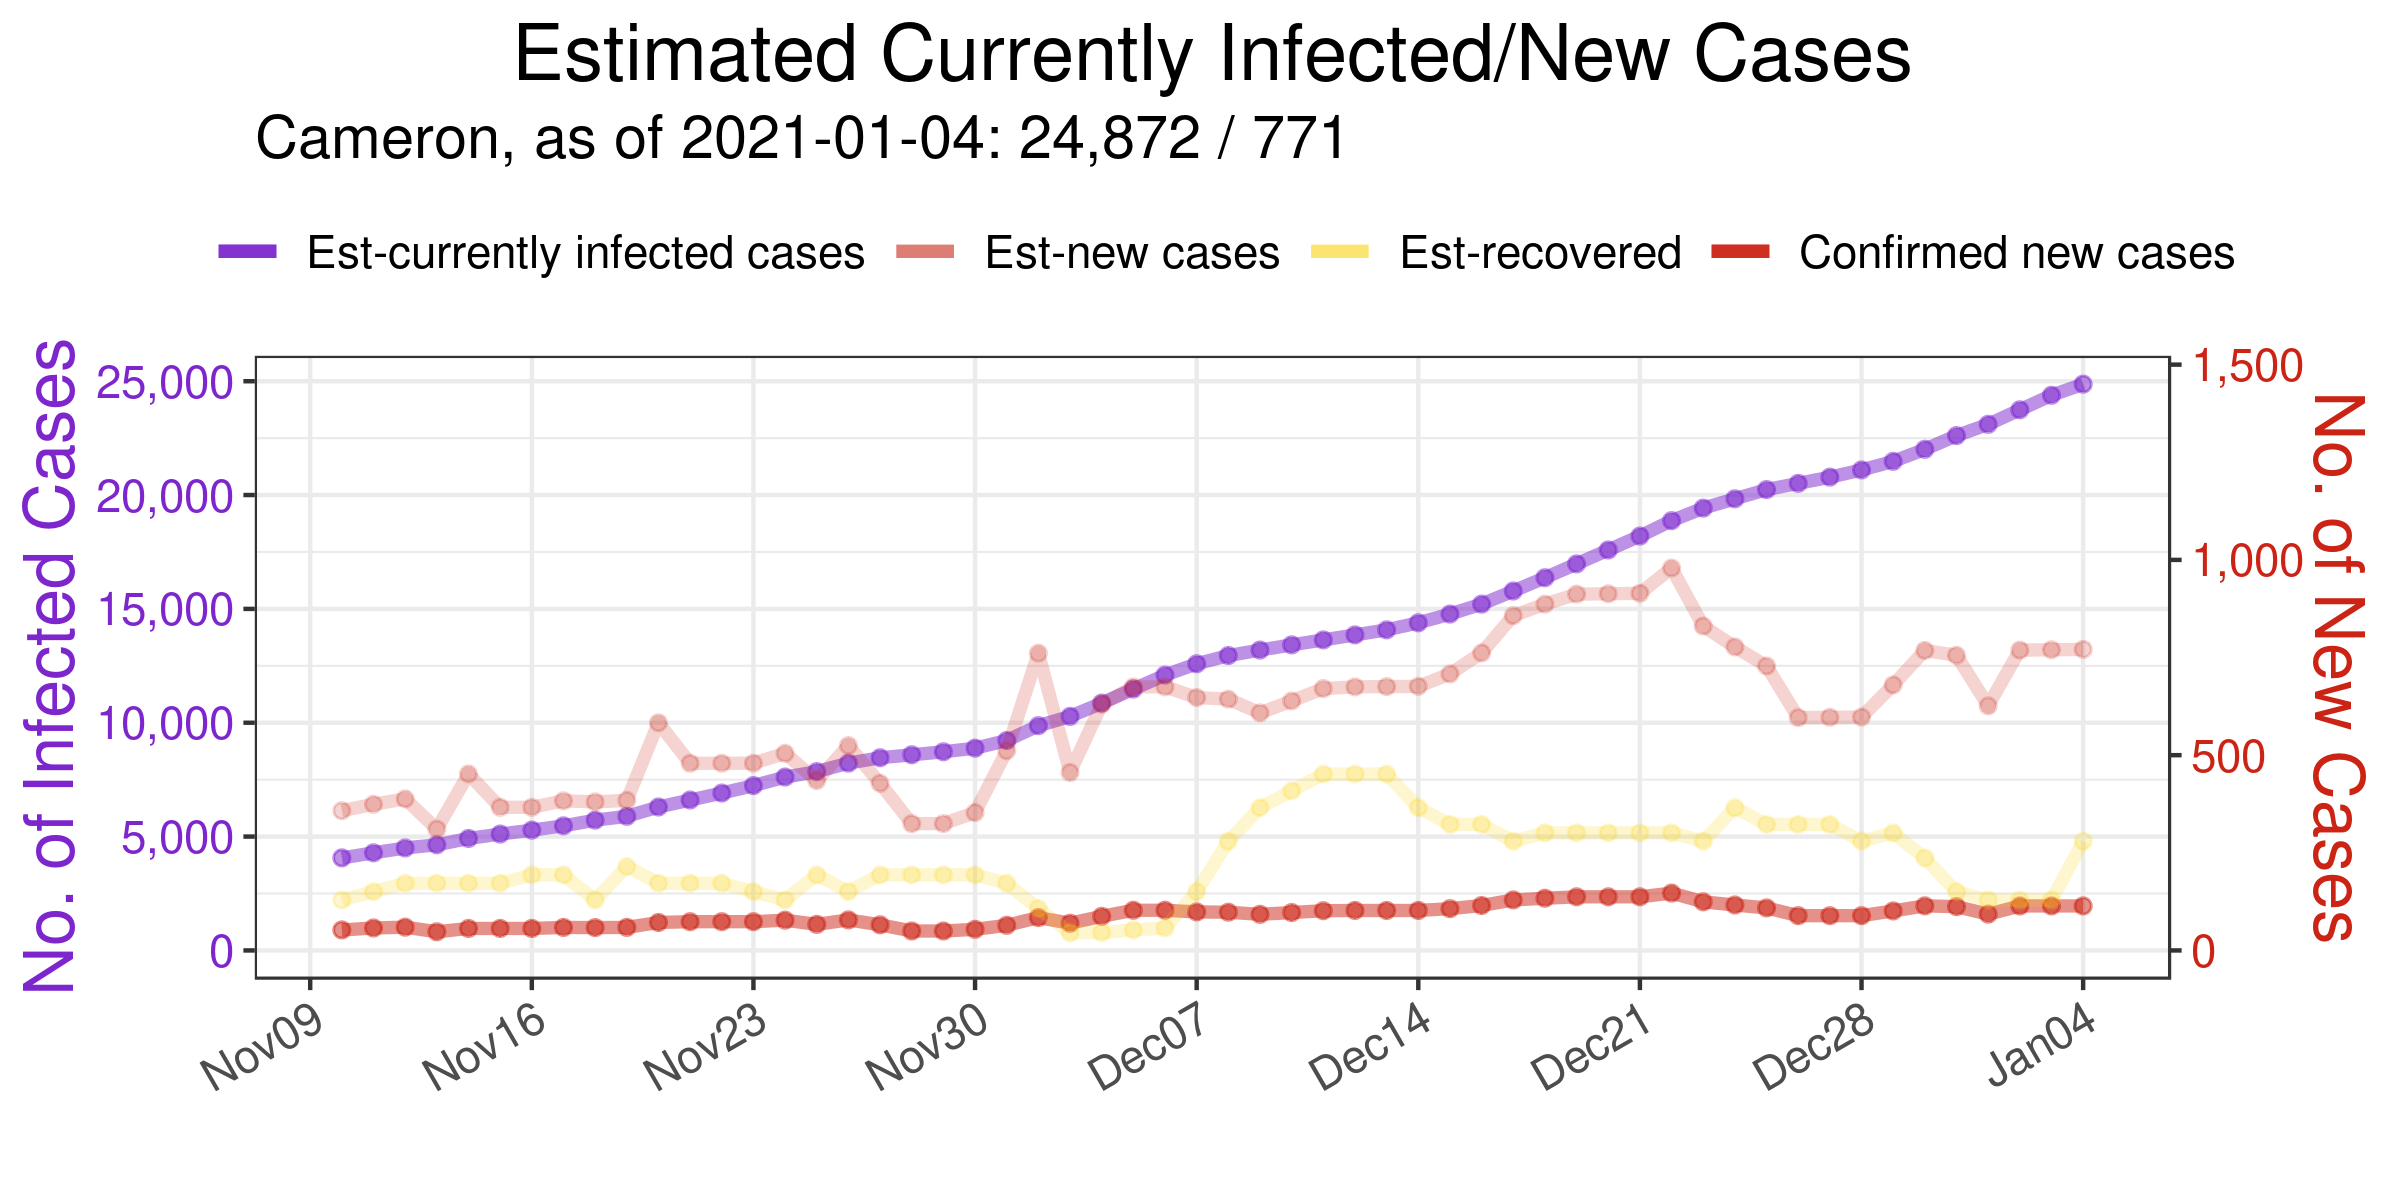 Estimated Currently Infected/New Cases
Cameron, as of 2021-01-04: 24,872 / 771
Est-currently infected cases Est-new cases Est-recovered Confirmed new cases
No. of Infected Cases
25,000
20,000
15,000
10,000
5,000
0
1,500
1,000
500
0
No. of New Cases
Nov09 Nov16 Nov23 Nov30 Dec07 Dec14 Dec21 Dec28 Jan04